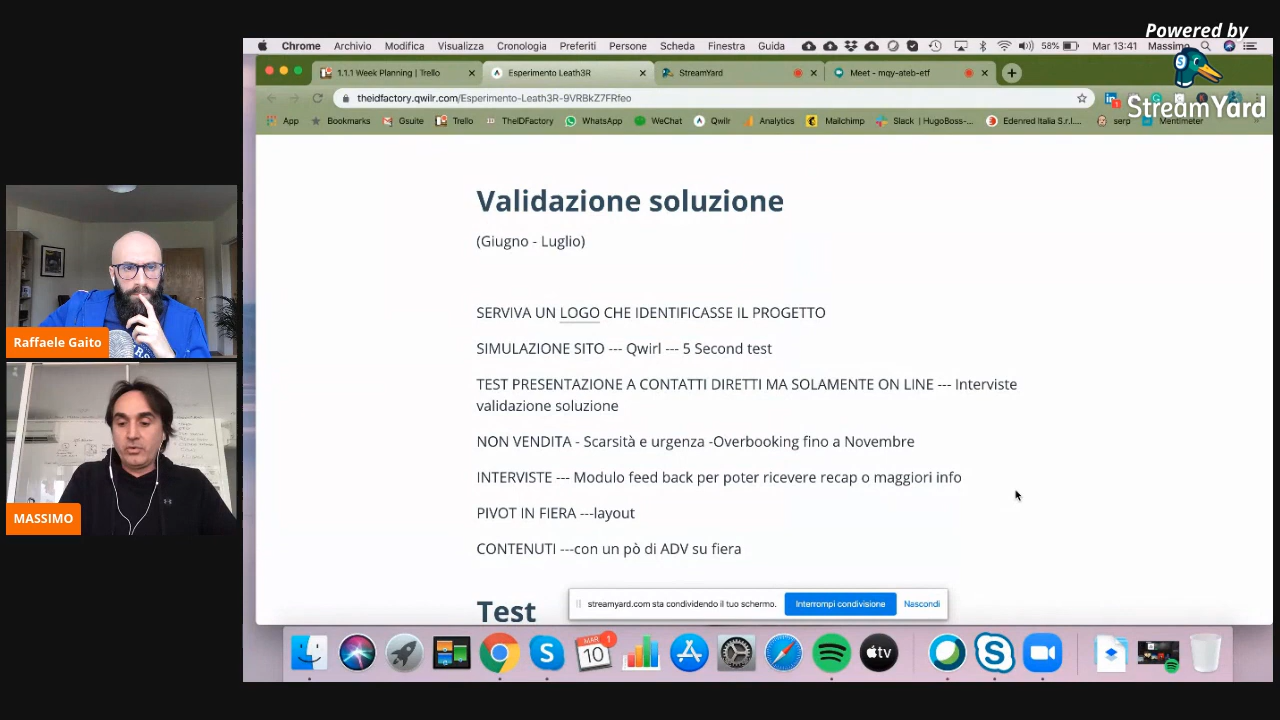 Powered by
StreamYard
Chrome Archivio Modifica Visualizza Cronologia Preferiti Persone Scheda Finestra Guida 58% Mar 13:41 Massimo
1.1.1 Week Planning | Trello
Esperimento Leath3R
StreamYard
Meet - mqy-ateb-etf
theidfactory.qwilr.com/Esperimento-Leath3R-9VRBkZ7FRfeo
App Bookmarks Gsuite Trello TheIDFactory WhatsApp WeChat Qwilr Analytics Mailchimp Slack | HugoBoss-... Edenred Italia S.r.l.... serp Mentimeter
Validazione soluzione
(Giugno - Luglio)
SERVIVA UN LOGO CHE IDENTIFICASSE IL PROGETTO
SIMULAZIONE SITO --- Qwirl --- 5 Second test
TEST PRESENTAZIONE A CONTATTI DIRETTI MA SOLAMENTE ON LINE --- Interviste
validazione soluzione
NON VENDITA - Scarsità e urgenza -Overbooking fino a Novembre
INTERVISTE --- Modulo feed back per poter ricevere recap o maggiori info
PIVOT IN FIERA ---layout
CONTENUTI ---con un pò di ADV su fiera
Test
streamyard.com sta condividendo il tuo schermo. Interrompi condivisione Nascondi
Raffaele Gaito
MASSIMO
MAR 1
10
tv